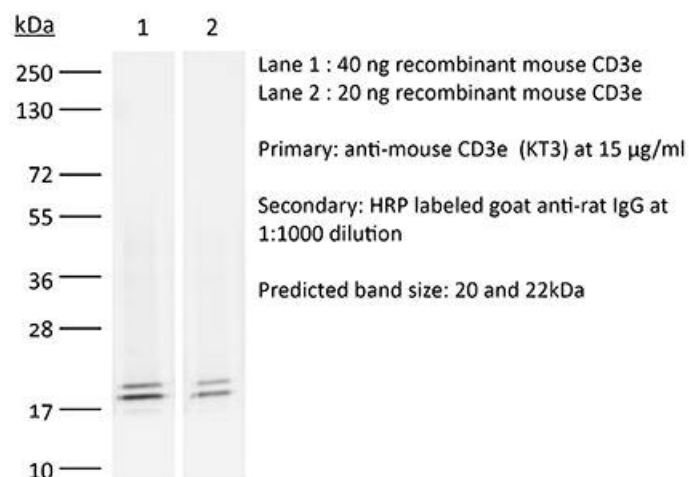 kDa
1 2
250
130
72
55
36
28
17
10
Lane 1 : 40 ng recombinant mouse CD3e
Lane 2 : 20 ng recombinant mouse CD3e
Primary: anti-mouse CD3e (KT3) at 15 µg/ml
Secondary: HRP labeled goat anti-rat IgG at
1:1000 dilution
Predicted band size: 20 and 22kDa